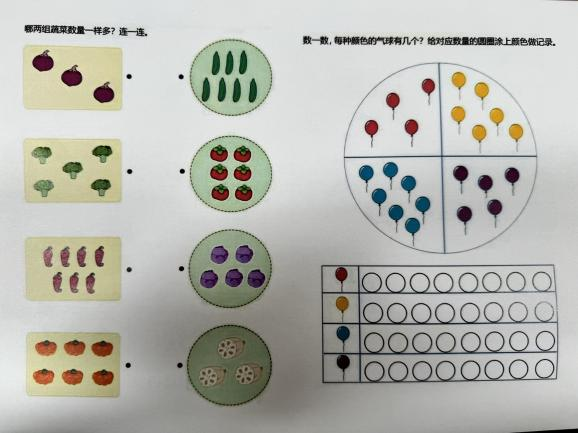 哪两组蔬菜数量一样多？连一连。
数一数，每种颜色的气球有几个？给对应数量的圆圈涂上颜色做记录。